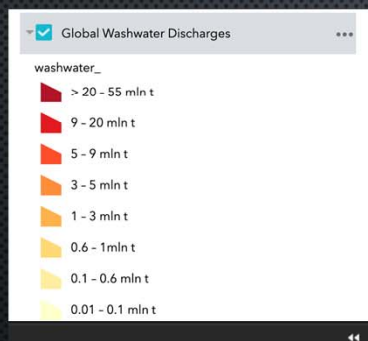 Global Washwater Discharges
washwater_
> 20 - 55 mln t
9 - 20 mln t
5 - 9 mln t
3 - 5 mln t
1 - 3 mln t
0.6 - 1mln t
0.1 - 0.6 mln t
0.01 - 0.1 mln t